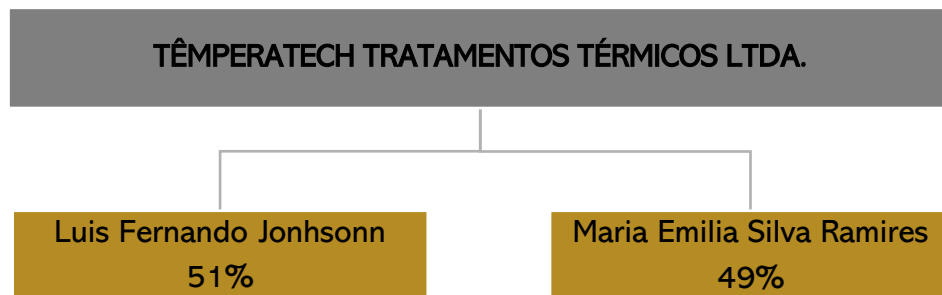 TÊMPERATECH TRATAMENTOS TÉRMICOS LTDA.
Luis Fernando Jonhsonn
51%
Maria Emilia Silva Ramires
49%